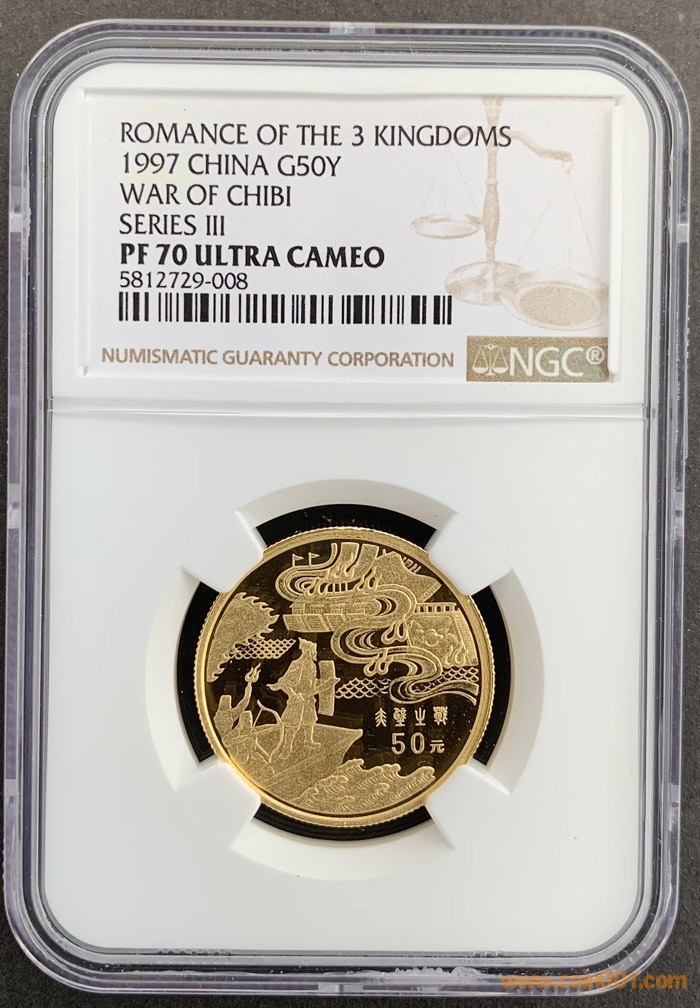 ROMANCE OF THE 3 KINGDOMS
1997 CHINA G50Y
WAR OF CHIBI
SERIES III
PF 70 ULTRA CAMEO
5812729-008
NUMISMATIC GUARANTY CORPORATION
NGC®
赤壁之戰
50元
www.coin001.com